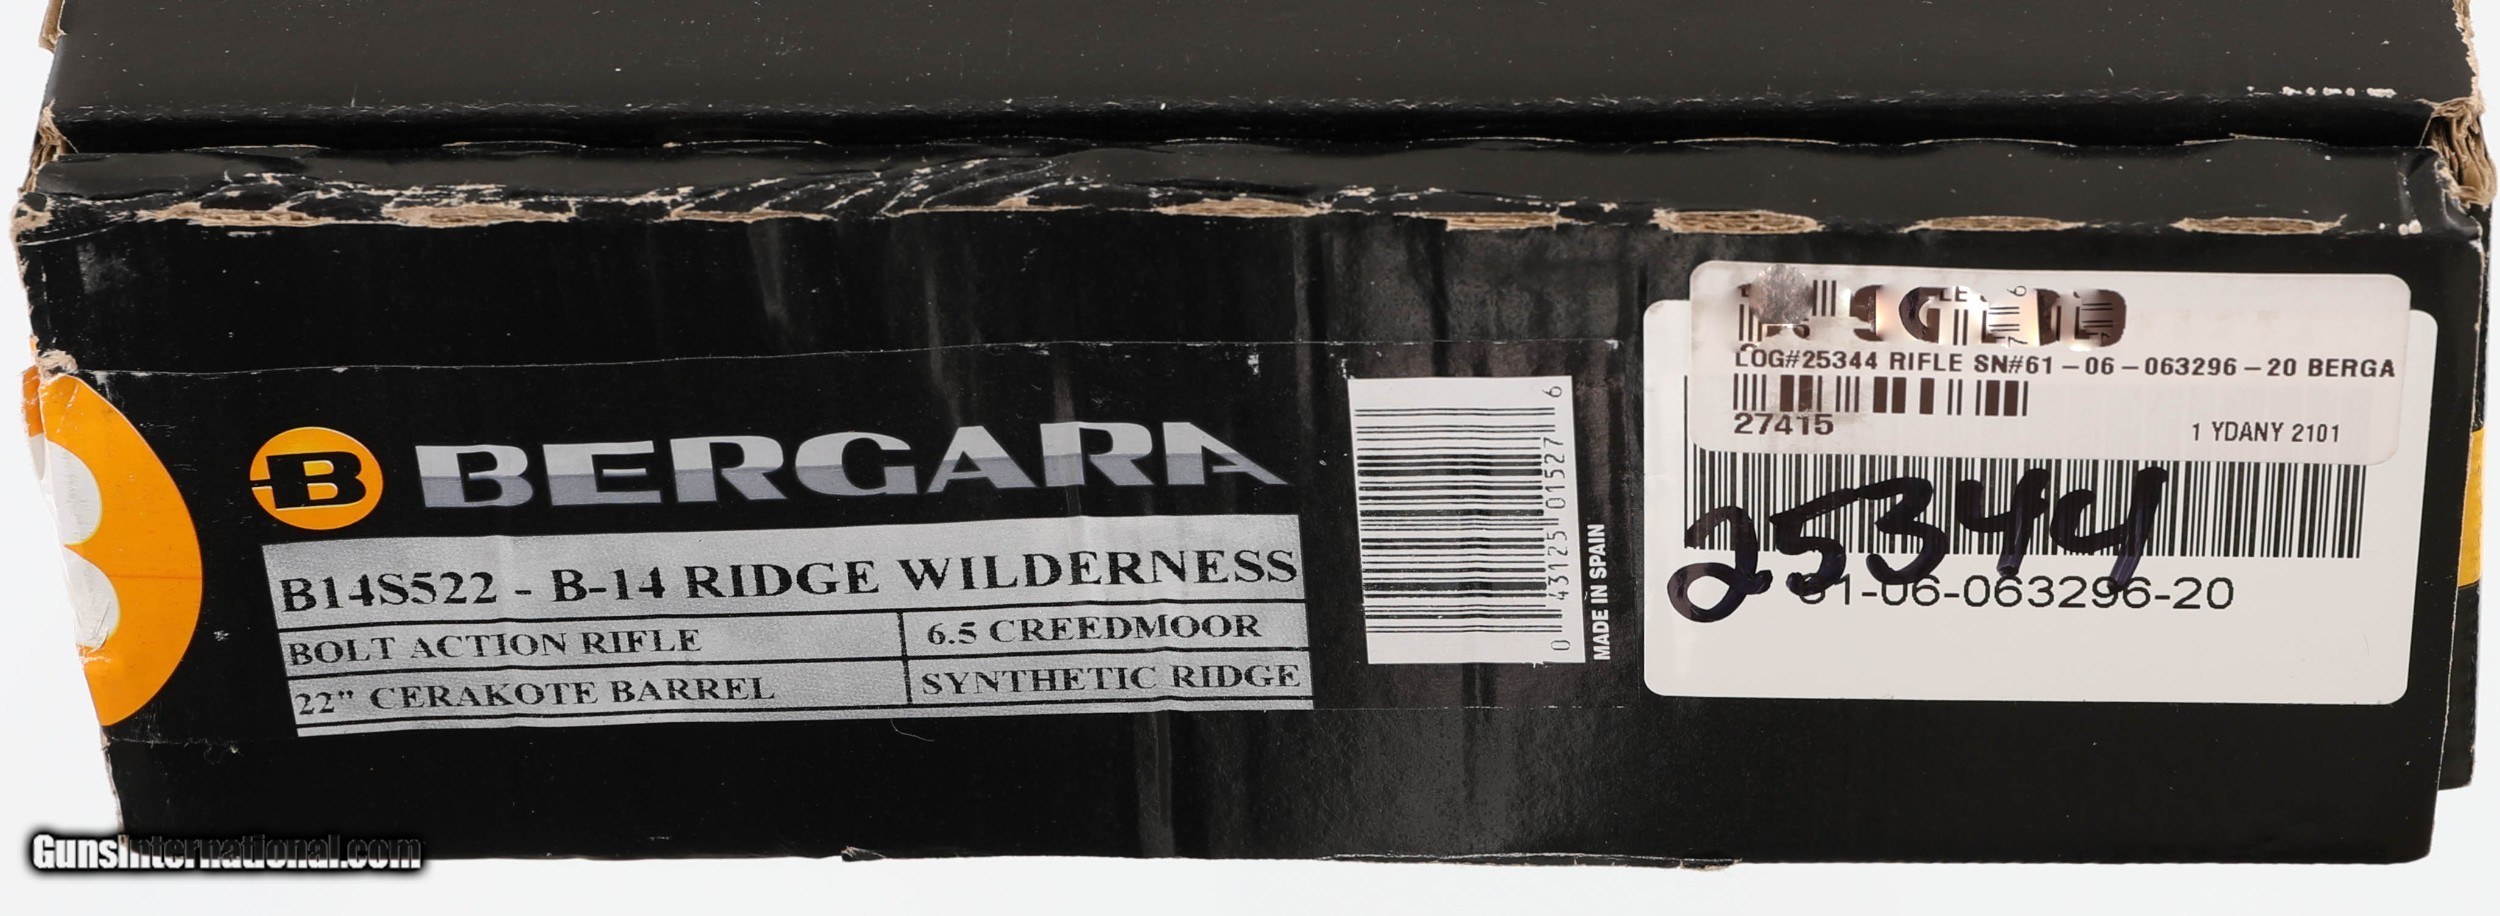 LOG#25344 RIFLE SN#61-06-063296-20 BERGA
27415
1 YDANY 2101
25344
61-06-063296-20
B BERGARA
B14S522 - B-14 RIDGE WILDERNESS
BOLT ACTION RIFLE
6.5 CREEDMOOR
22" CERAKOTE BARREL
SYNTHETIC RIDGE
0 43125 01527 6
MADE IN SPAIN
GunsInternational.com